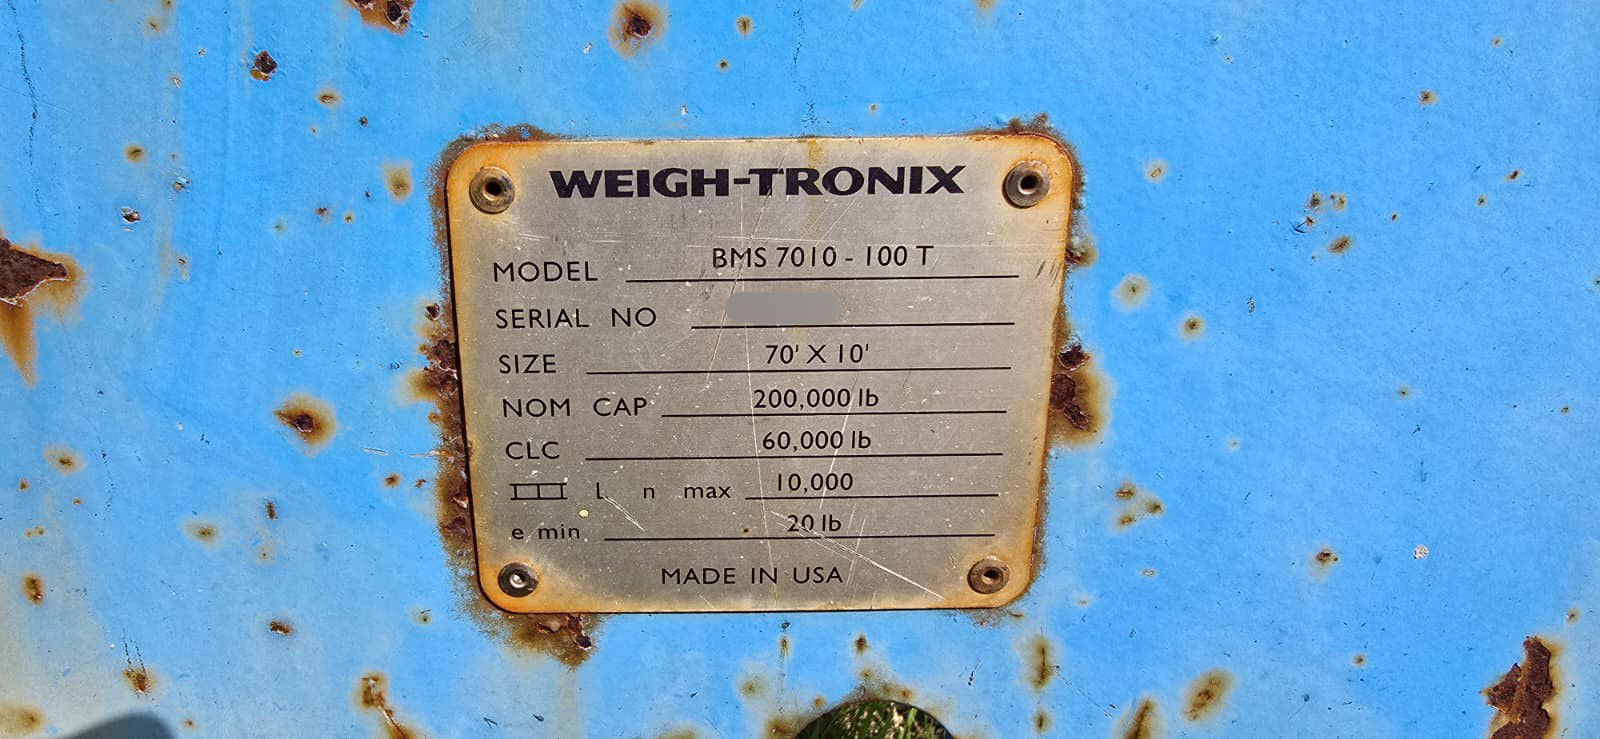 WEIGH-TRONIX
MODEL BMS 7010 - 100 T
SERIAL NO
SIZE 70' X 10'
NOM CAP 200,000 lb
CLC 60,000 lb
III L n max 10,000
e min 20 lb
MADE IN USA